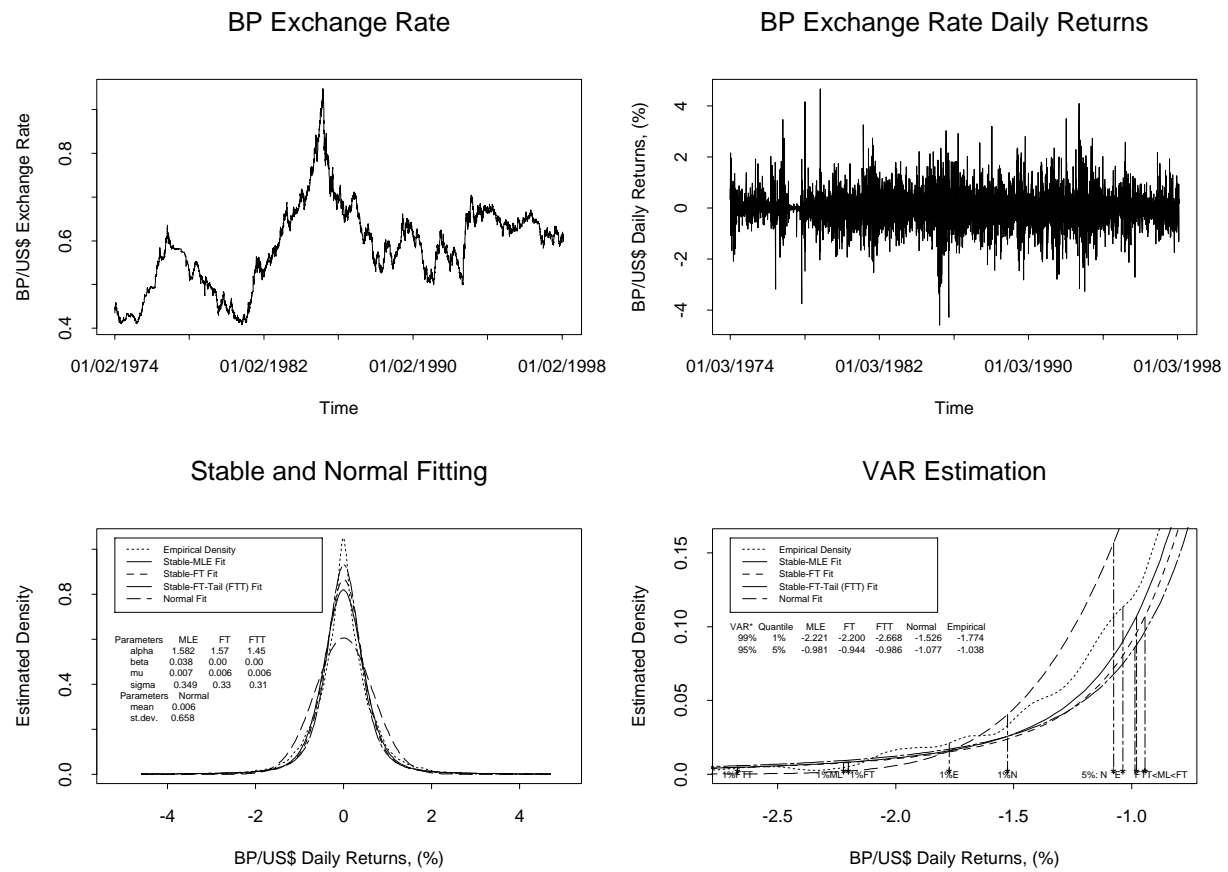 BP Exchange Rate
BP/US$ Exchange Rate
0.4 0.6 0.8
01/02/1974 01/02/1982 01/02/1990 01/02/1998
Time
BP Exchange Rate Daily Returns
BP/US$ Daily Returns, (%)
-4 -2 0 2 4
01/03/1974 01/03/1982 01/03/1990 01/03/1998
Time
Stable and Normal Fitting
Estimated Density
0.0 0.4 0.8
Empirical Density
Stable-MLE Fit
Stable-FT Fit
Stable-FT-Tail (FTT) Fit
Normal Fit
Parameters MLE FT FTT
alpha 1.582 1.57 1.45
beta 0.038 0.00 0.00
mu 0.007 0.006 0.006
sigma 0.349 0.33 0.31
Parameters Normal
mean 0.006
st.dev. 0.658
-4 -2 0 2 4
BP/US$ Daily Returns, (%)
VAR Estimation
Estimated Density
0.0 0.05 0.10 0.15
Empirical Density
Stable-MLE Fit
Stable-FT Fit
Stable-FT-Tail (FTT) Fit
Normal Fit
VAR* Quantile MLE FT FTT Normal Empirical
99% 1% -2.221 -2.200 -2.668 -1.526 -1.774
95% 5% -0.981 -0.944 -0.986 -1.077 -1.038
1%FTT 1%ML 1%FT 1%E 1%N 5%: N E FTT<ML<FT
-2.5 -2.0 -1.5 -1.0
BP/US$ Daily Returns, (%)